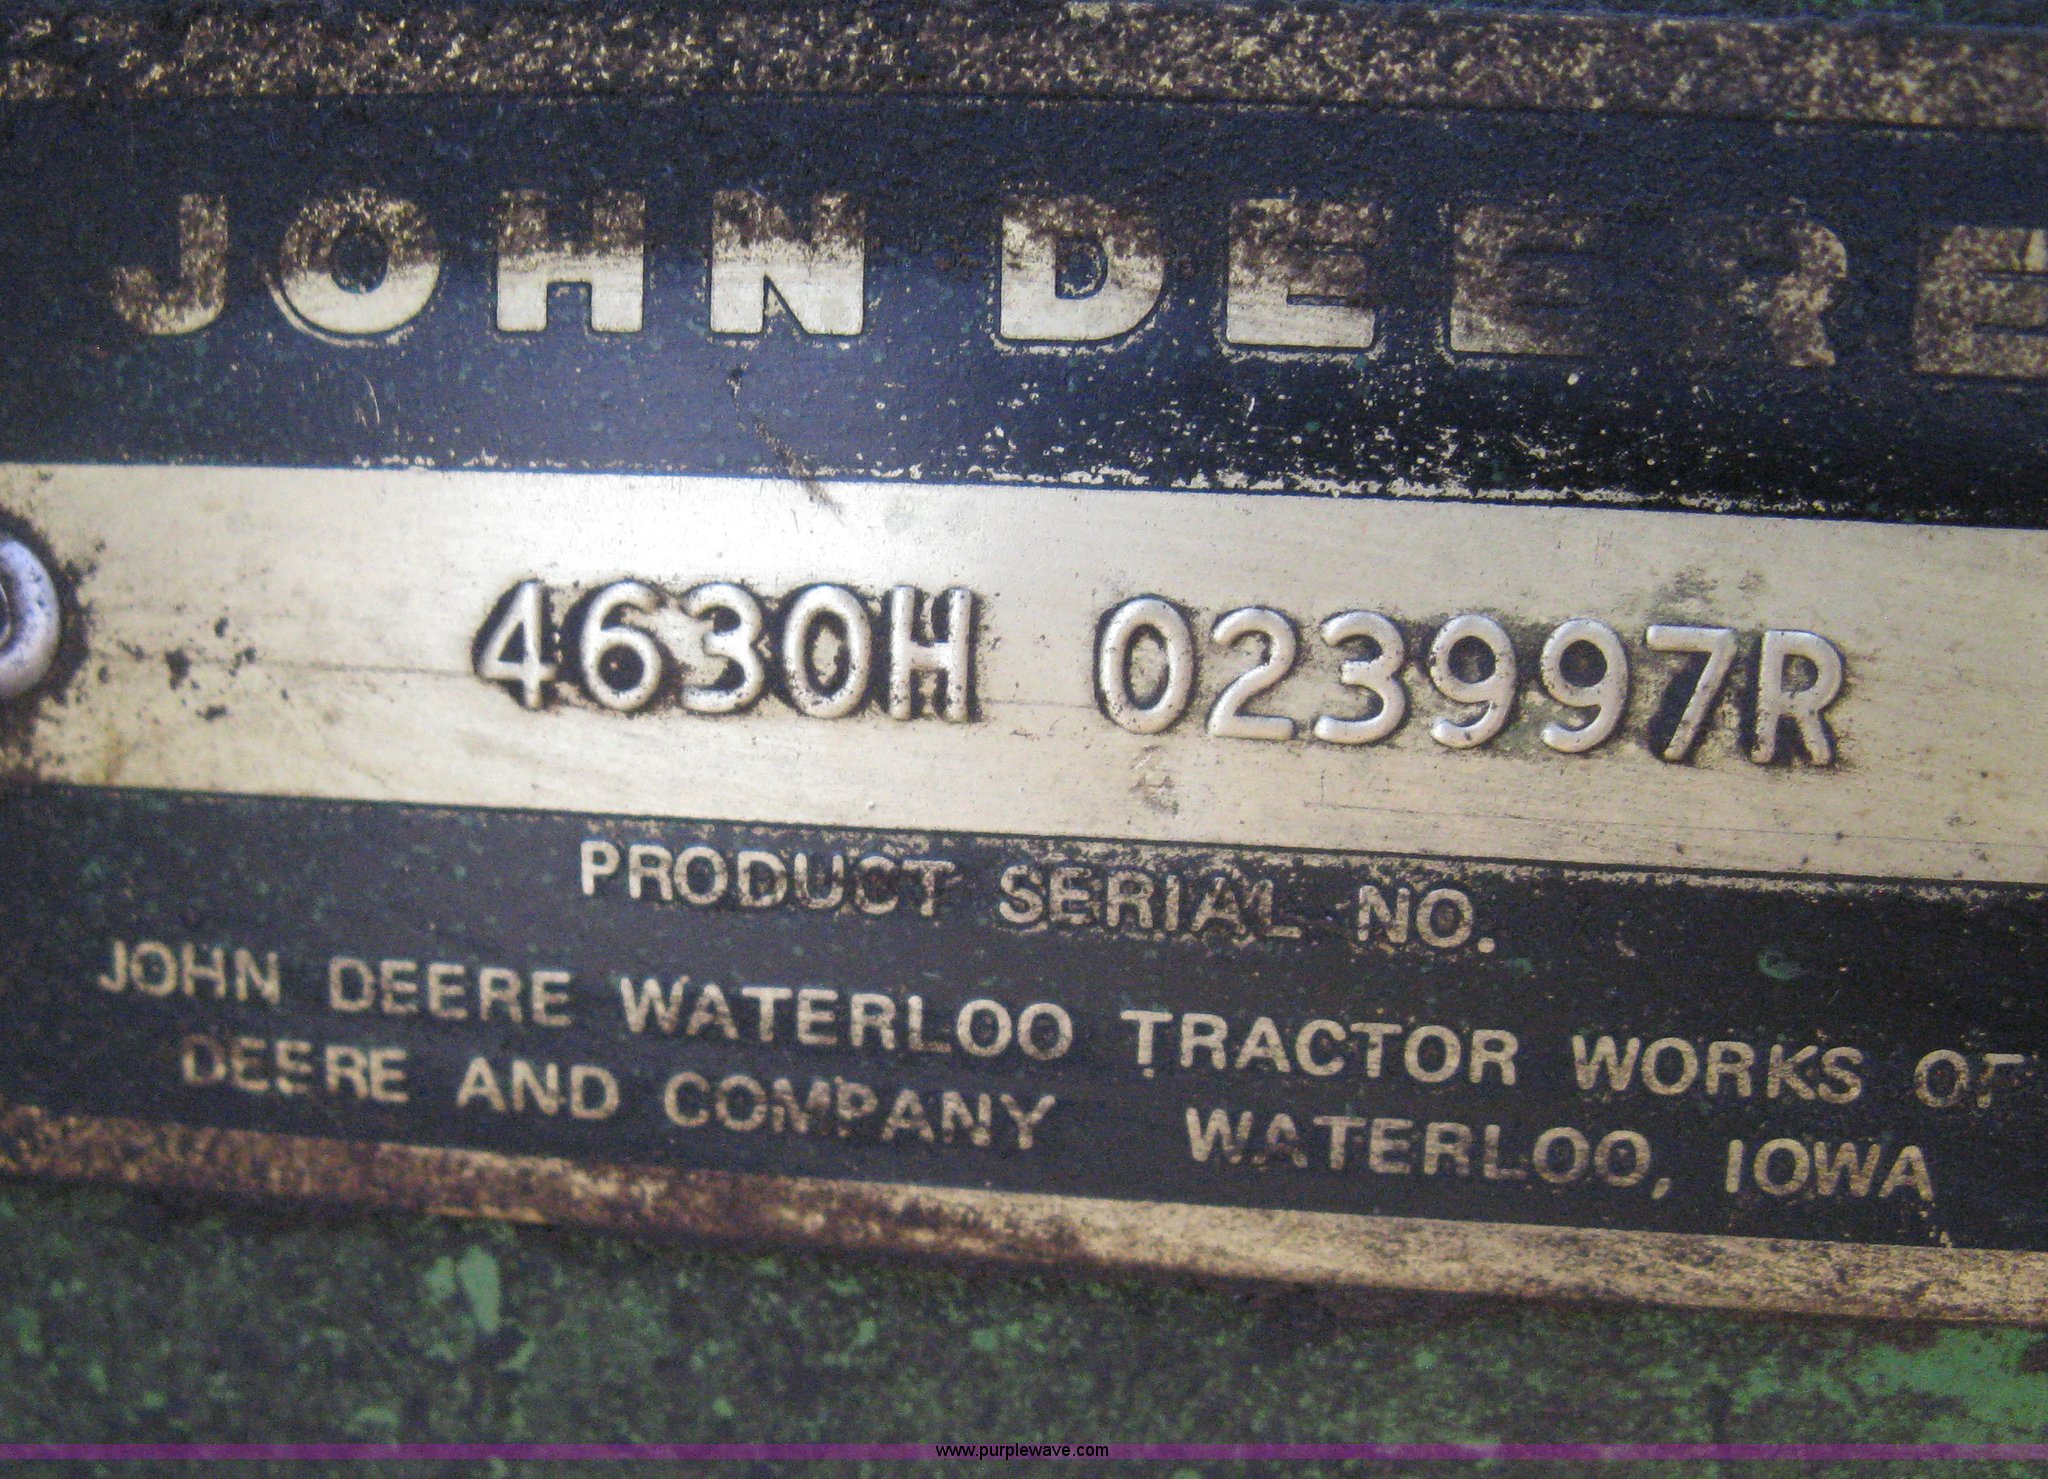 JOHN DEERE
4630H 023997R
PRODUCT SERIAL NO.
JOHN DEERE WATERLOO TRACTOR WORKS OF
DEERE AND COMPANY WATERLOO, IOWA
www.purplewave.com